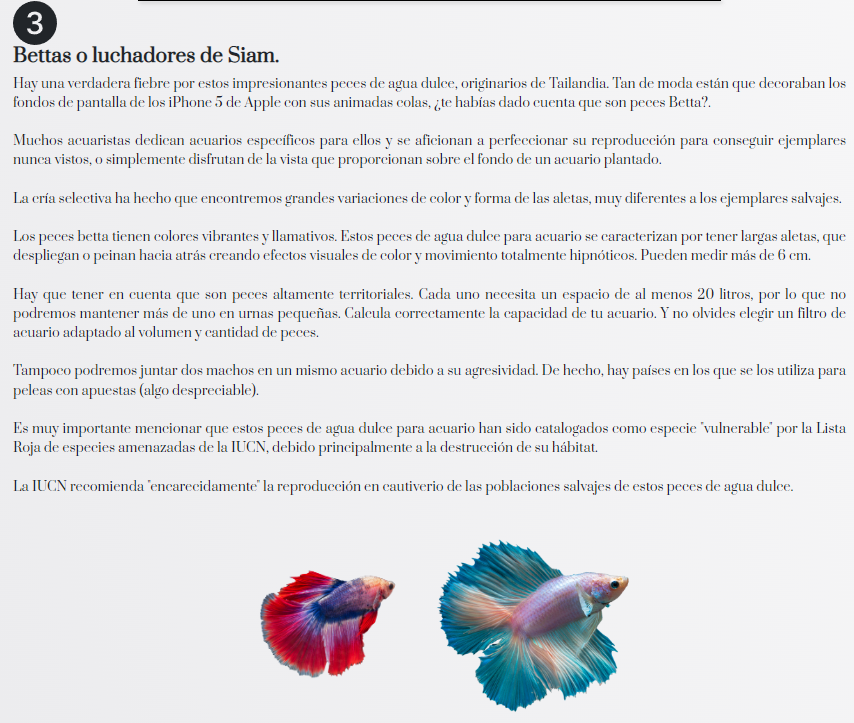 3
Bettas o luchadores de Siam.
Hay una verdadera fiebre por estos impresionantes peces de agua dulce, originarios de Tailandia. Tan de moda están que decoraban los
fondos de pantalla de los iPhone 5 de Apple con sus animadas colas, ¿te habías dado cuenta que son peces Betta?.
Muchos acuaristas dedican acuarios específicos para ellos y se aficionan a perfeccionar su reproducción para conseguir ejemplares
nunca vistos, o simplemente disfrutan de la vista que proporcionan sobre el fondo de un acuario plantado.
La cría selectiva ha hecho que encontremos grandes variaciones de color y forma de las aletas, muy diferentes a los ejemplares salvajes.
Los peces betta tienen colores vibrantes y llamativos. Estos peces de agua dulce para acuario se caracterizan por tener largas aletas, que
despliegan o peinan hacia atrás creando efectos visuales de color y movimiento totalmente hipnóticos. Pueden medir más de 6 cm.
Hay que tener en cuenta que son peces altamente territoriales. Cada uno necesita un espacio de al menos 20 litros, por lo que no
podremos mantener más de uno en urnas pequeñas. Calcula correctamente la capacidad de tu acuario. Y no olvides elegir un filtro de
acuario adaptado al volumen y cantidad de peces.
Tampoco podremos juntar dos machos en un mismo acuario debido a su agresividad. De hecho, hay países en los que se los utiliza para
peleas con apuestas (algo despreciable).
Es muy importante mencionar que estos peces de agua dulce para acuario han sido catalogados como especie "vulnerable" por la Lista
Roja de especies amenazadas de la IUCN, debido principalmente a la destrucción de su hábitat.
La IUCN recomienda "encarecidamente" la reproducción en cautiverio de las poblaciones salvajes de estos peces de agua dulce.